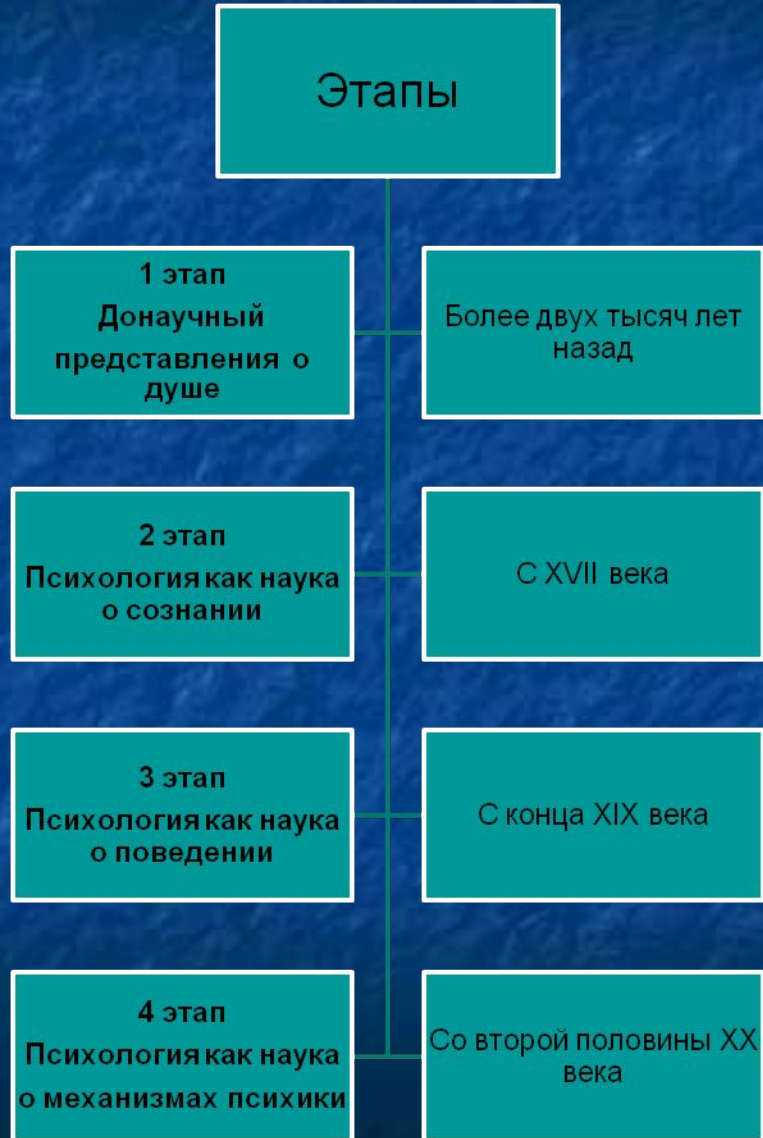 Этапы
1 этап
Донаучный
представления о
душе
Более двух тысяч лет
назад
2 этап
Психология как наука
о сознании
С XVII века
3 этап
Психология как наука
о поведении
С конца XIX века
4 этап
Психология как наука
о механизмах психики
Со второй половины XX
века